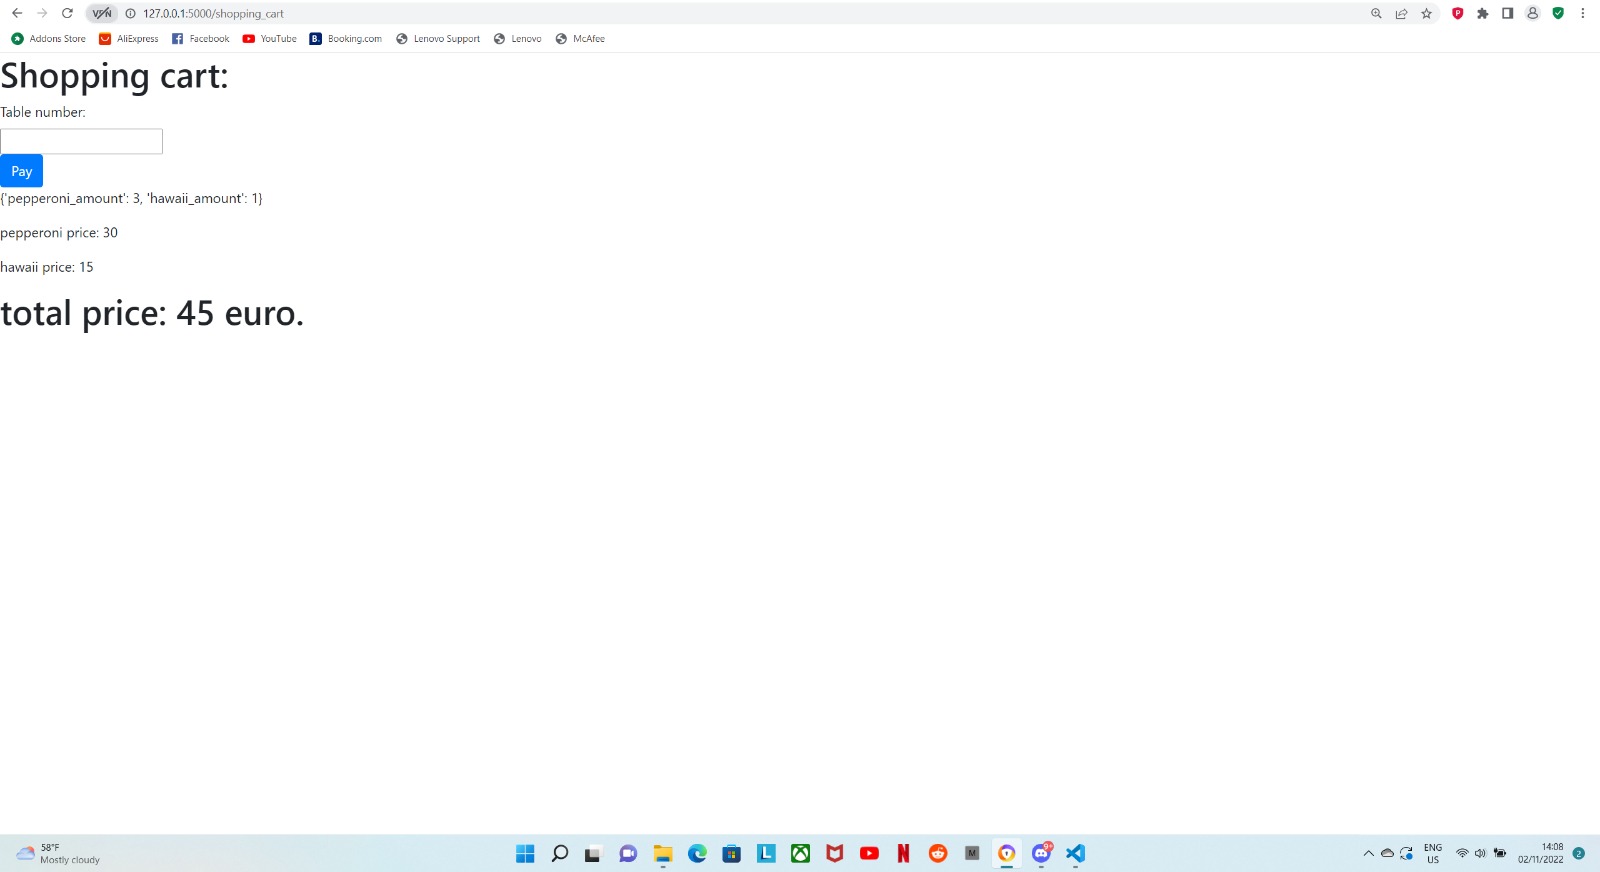 VPN 127.0.0.1:5000/shopping_cart
Addons Store AliExpress Facebook YouTube B. Booking.com Lenovo Support Lenovo McAfee
Shopping cart:
Table number:
Pay
{'pepperoni_amount': 3, 'hawaii_amount': 1}
pepperoni price: 30
hawaii price: 15
total price: 45 euro.
58°F
Mostly cloudy
L
N
M
9+
ENG
US
14:08
02/11/2022
2